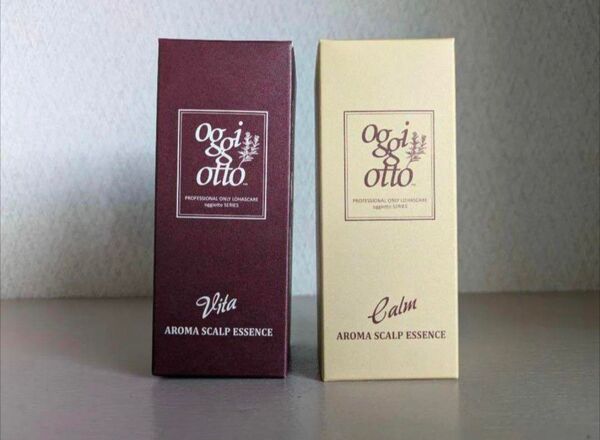 Oggi
Otto
PROFESSIONAL ONLY LOHASCARE
oggiotto SERIES
Vita
AROMA SCALP ESSENCE
Oggi
Otto
PROFESSIONAL ONLY LOHASCARE
oggiotto SERIES
Calm
AROMA SCALP ESSENCE